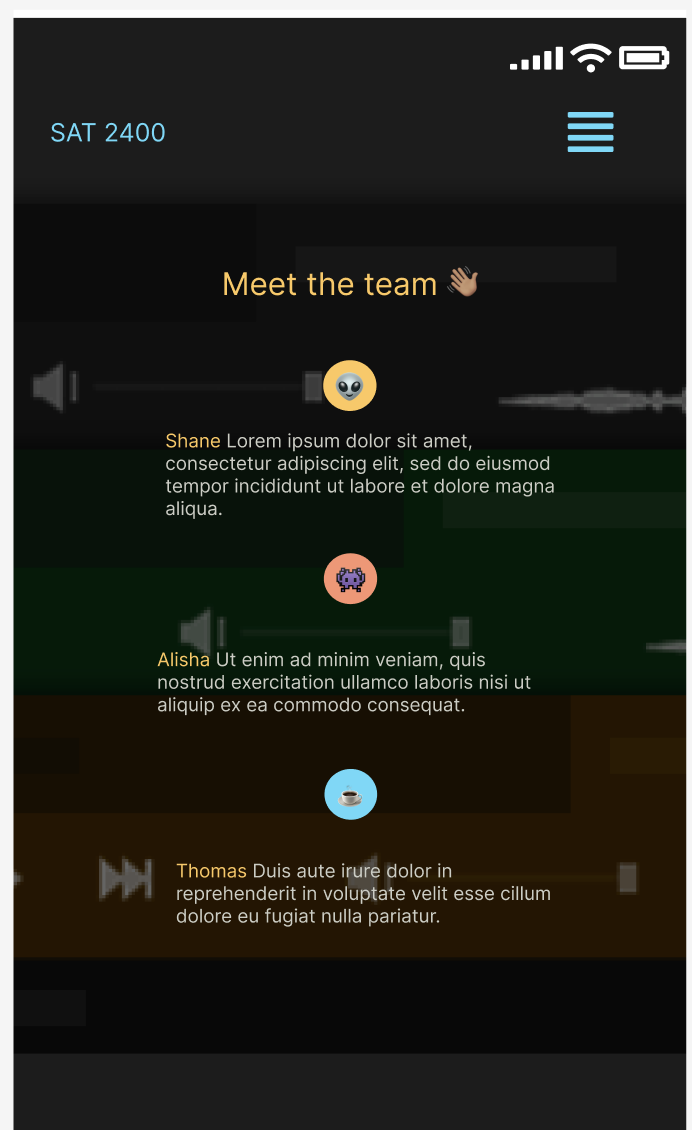 SAT 2400
Meet the team 👋🏽
Shane Lorem ipsum dolor sit amet,
consectetur adipiscing elit, sed do eiusmod
tempor incididunt ut labore et dolore magna
aliqua.
Alisha Ut enim ad minim veniam, quis
nostrud exercitation ullamco laboris nisi ut
aliquip ex ea commodo consequat.
Thomas Duis aute irure dolor in
reprehenderit in voluptate velit esse cillum
dolore eu fugiat nulla pariatur.